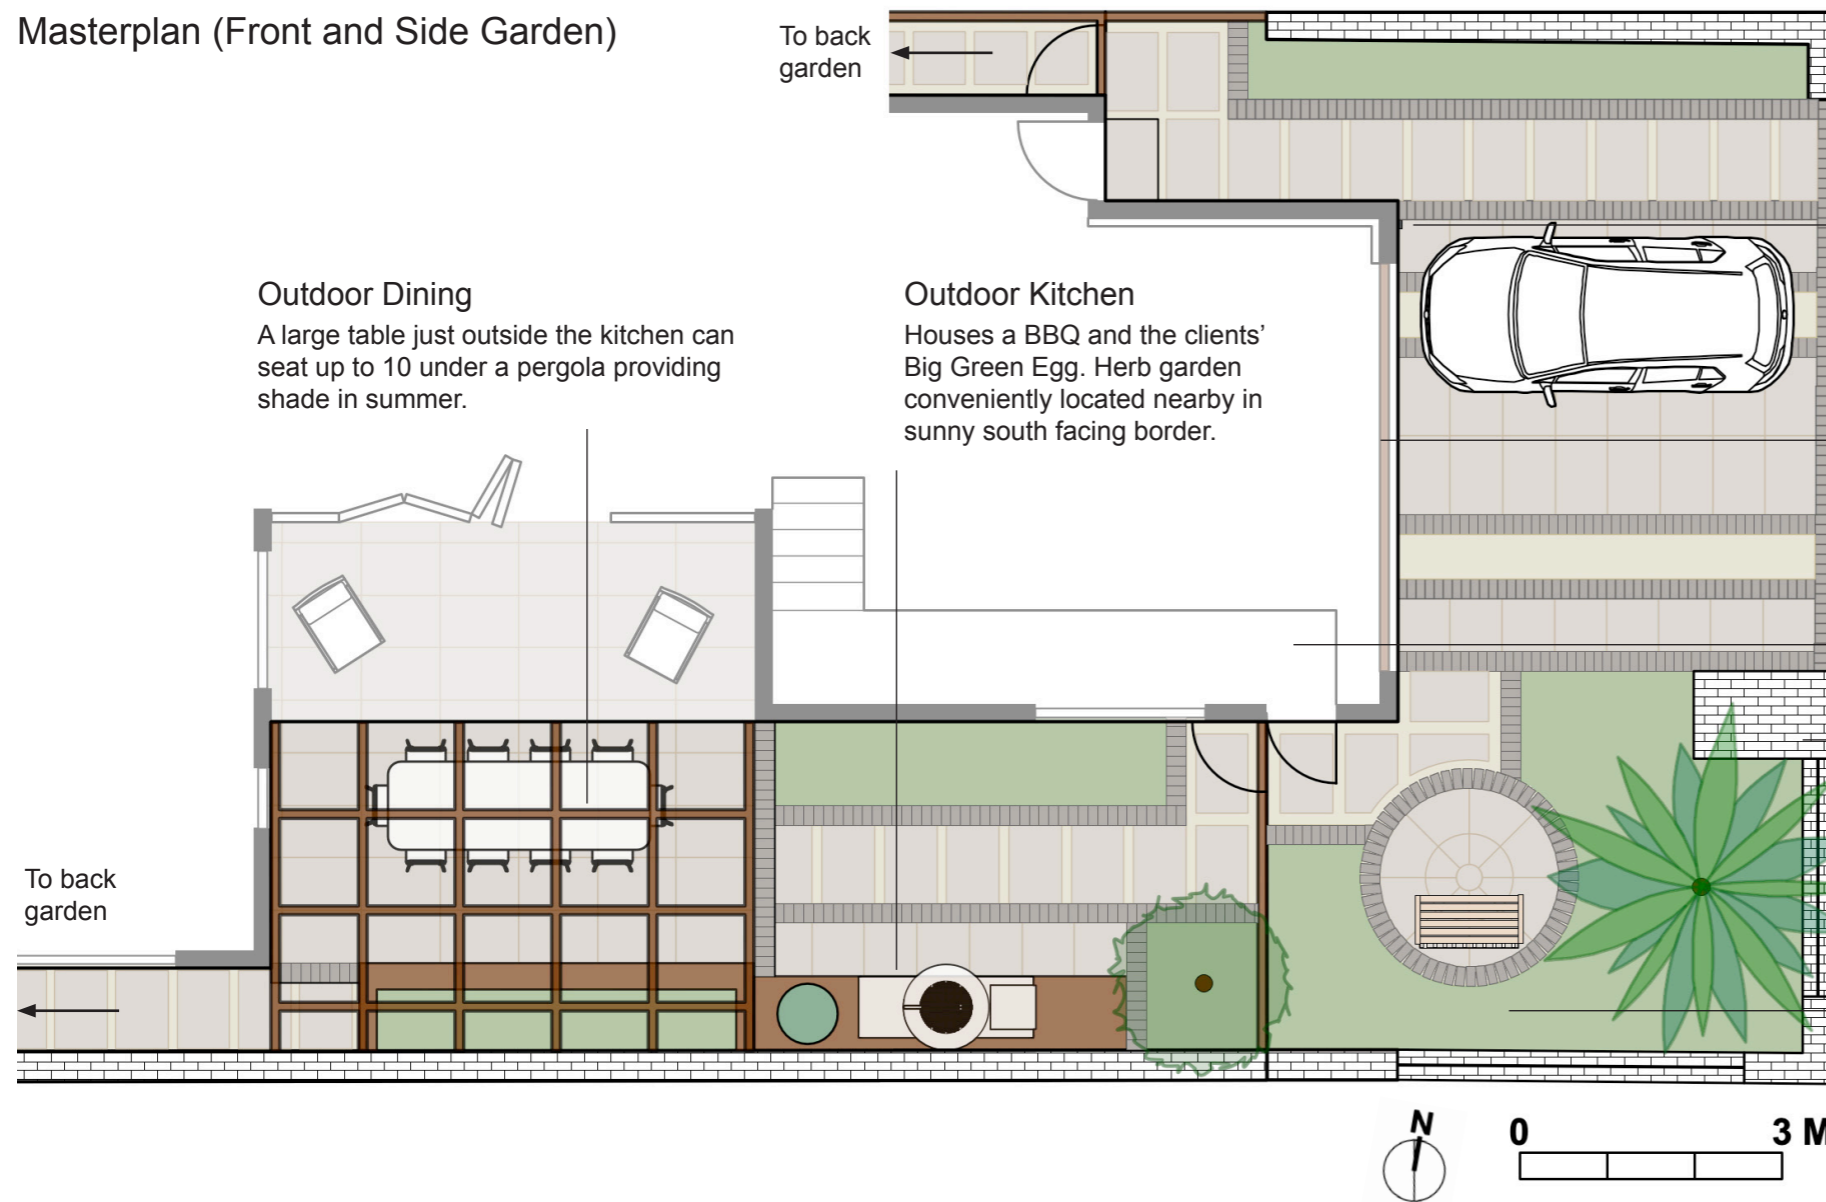 Masterplan (Front and Side Garden)
To back
garden
Outdoor Dining
A large table just outside the kitchen can
seat up to 10 under a pergola providing
shade in summer.
Outdoor Kitchen
Houses a BBQ and the clients’
Big Green Egg. Herb garden
conveniently located nearby in
sunny south facing border.
To back
garden
N
0
3 M